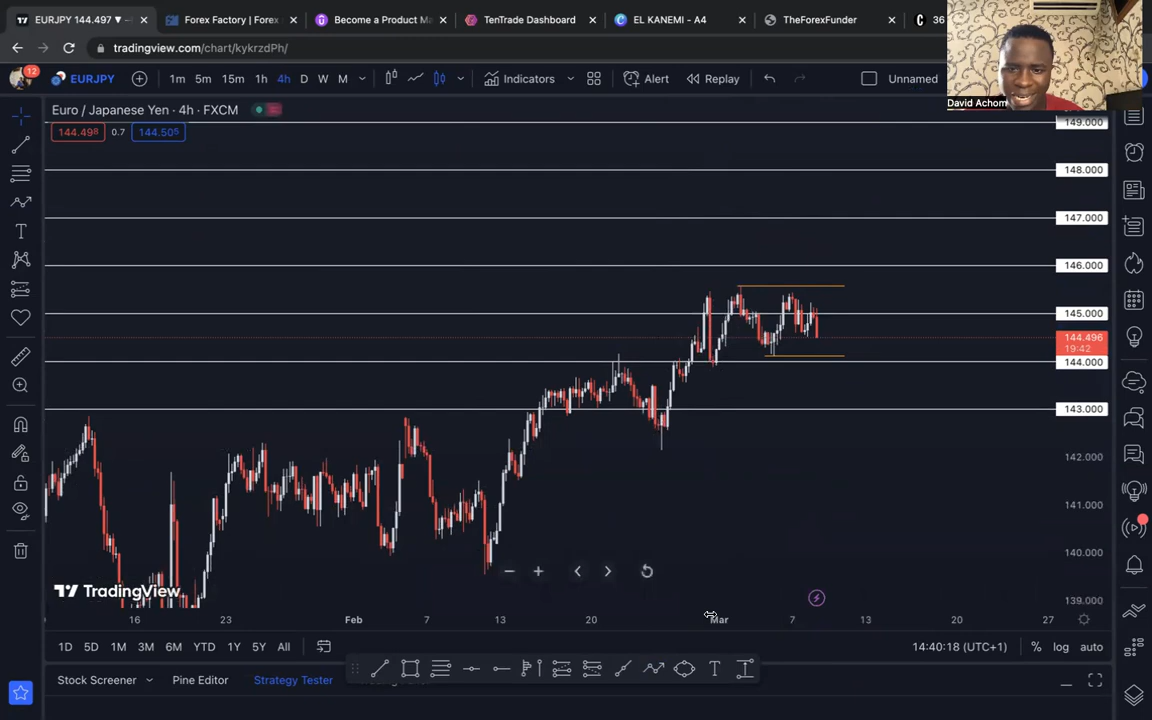 EURJPY 144.497 ▼
Forex Factory | Forex
Become a Product Ma
TenTrade Dashboard
EL KANEMI – A4
TheForexFunder
36
tradingview.com/chart/kykrzdPh/
12
EURJPY
1m 5m 15m 1h 4h D W M
Indicators
Alert
Replay
Unnamed
David Achom
Euro / Japanese Yen · 4h · FXCM
144.498 0.7 144.505
149.000
148.000
147.000
146.000
145.000
144.496
19:42
144.000
143.000
142.000
141.000
140.000
139.000
TradingView
16 23 Feb 7 13 20 Mar 7 13 20 27
1D 5D 1M 3M 6M YTD 1Y 5Y All
14:40:18 (UTC+1) % log auto
Stock Screener Pine Editor Strategy Tester